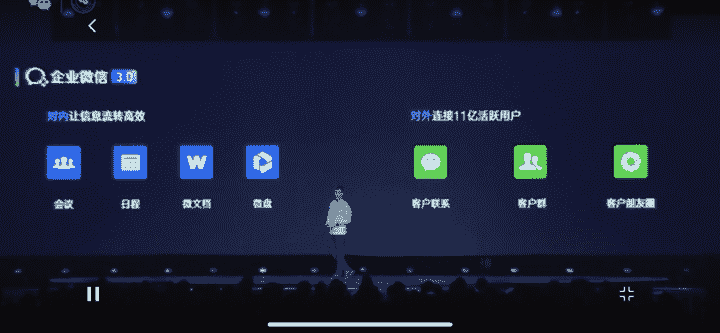 企业微信 3.0
对内让信息流转高效
对外连接11亿活跃用户
会议
日程
微文档
微盘
客户联系
客户群
客户朋友圈